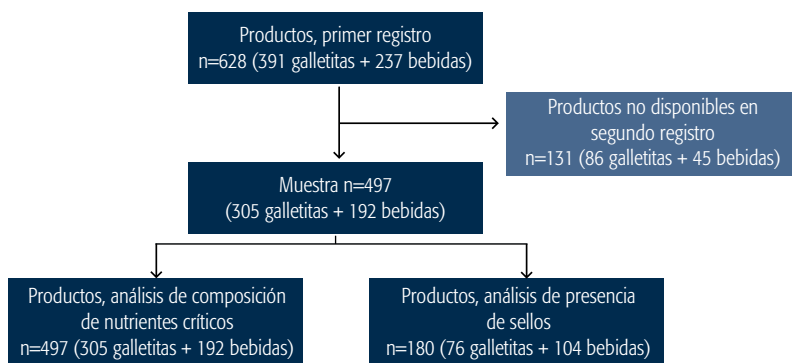 Productos, primer registro
n=628 (391 galletitas + 237 bebidas)
Productos no disponibles en
segundo registro
n=131 (86 galletitas + 45 bebidas)
Muestra n=497
(305 galletitas + 192 bebidas)
Productos, análisis de composición
de nutrientes críticos
n=497 (305 galletitas + 192 bebidas)
Productos, análisis de presencia
de sellos
n=180 (76 galletitas + 104 bebidas)